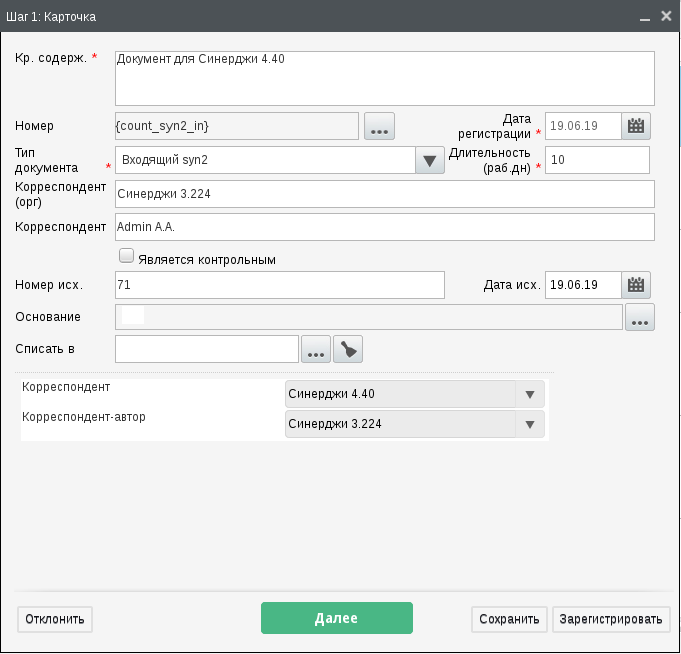 Шаг 1: Карточка
Кр. содерж. *
Документ для Синерджи 4.40
Номер
{count_syn2_in}
...
Дата
регистрации *
19.06.19
Тип
документа *
Входящий syn2
Длительность
(раб.дн) *
10
Корреспондент
(орг)
Синерджи 3.224
Корреспондент
Admin A.A.
Является контрольным
Номер исх.
71
Дата исх.
19.06.19
Основание
...
Списать в
...
Корреспондент
Синерджи 4.40
Корреспондент-автор
Синерджи 3.224
Отклонить
Далее
Сохранить
Зарегистрировать